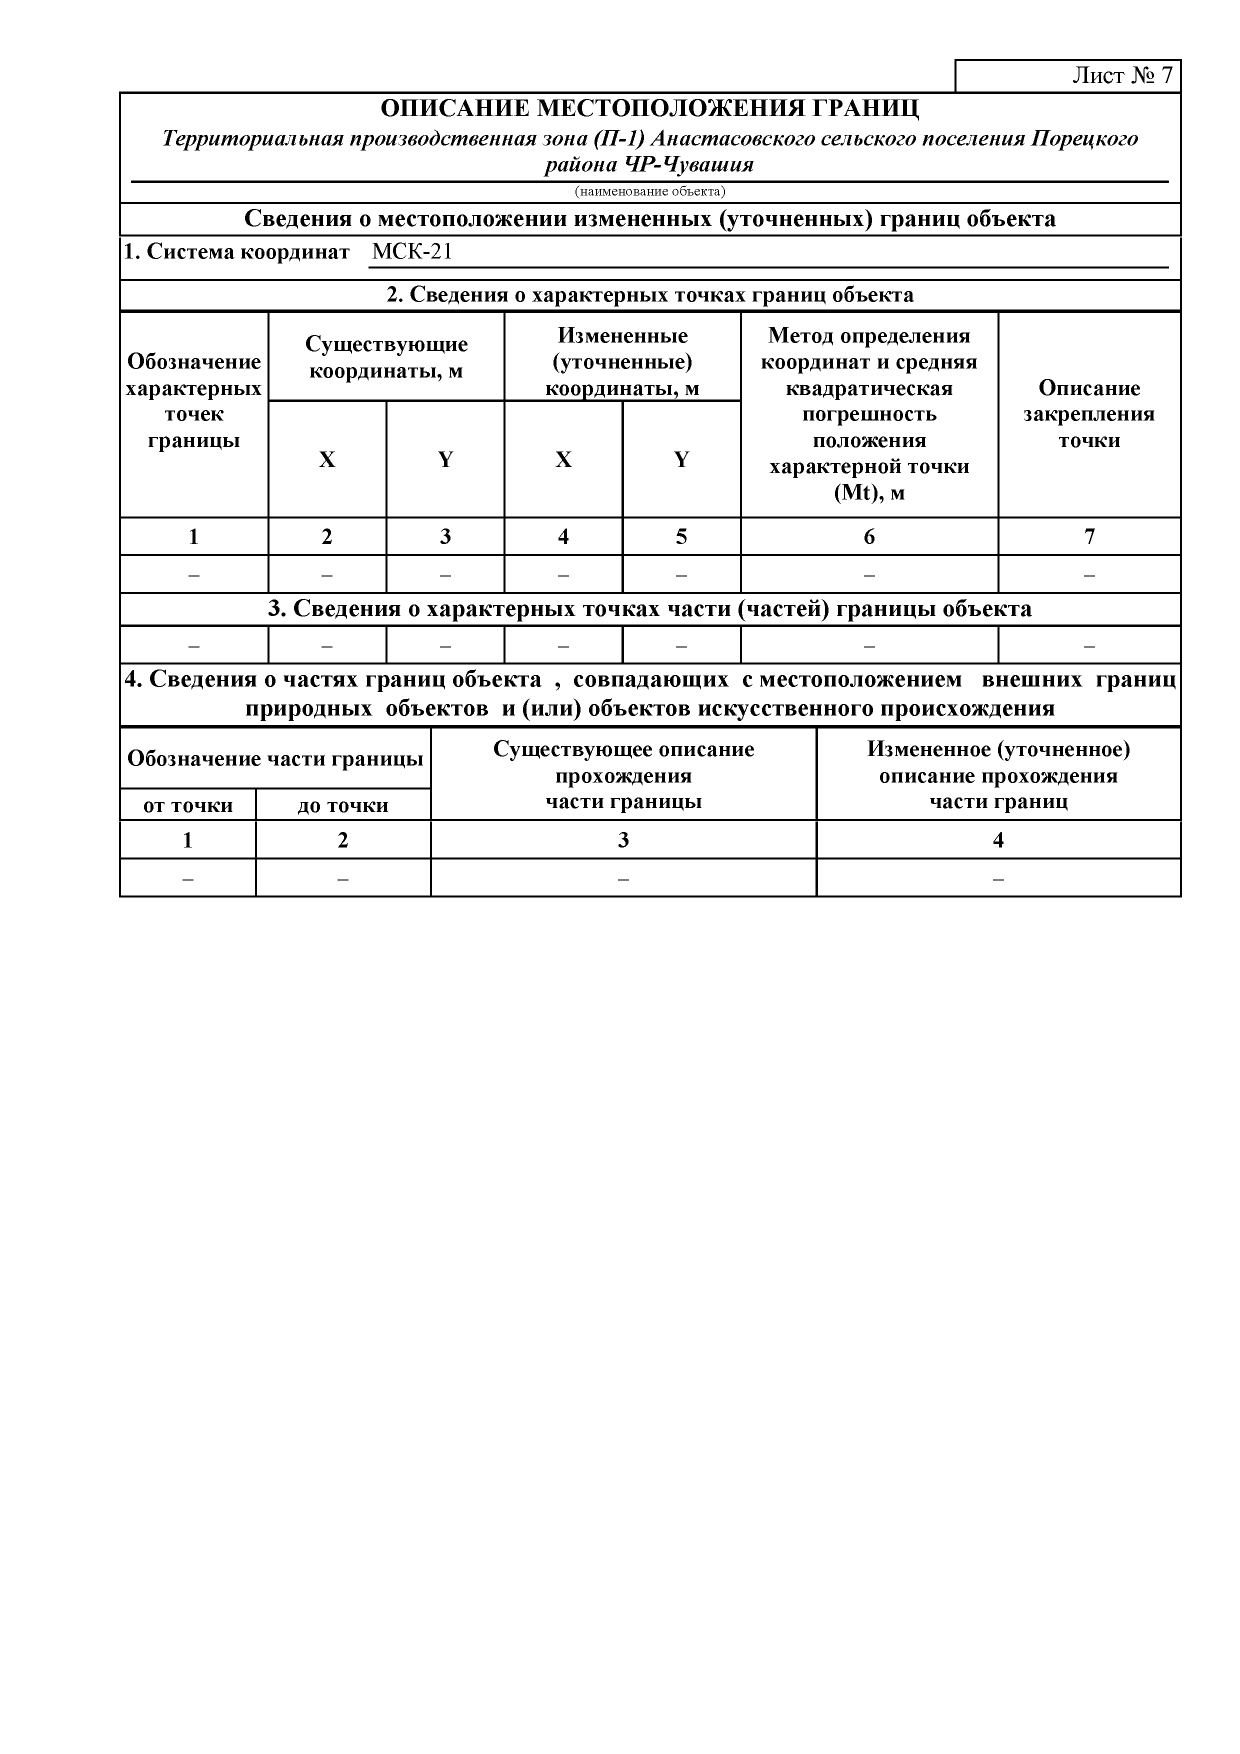 Лист № 7
ОПИСАНИЕ МЕСТОПОЛОЖЕНИЯ ГРАНИЦ
Территориальная производственная зона (П-1) Анастасовского сельского поселения Порецкого
района ЧР-Чувашия
(наименование объекта)
Сведения о местоположении измененных (уточненных) границ объекта
1. Система координат МСК-21
2. Сведения о характерных точках границ объекта
Обозначение
характерных
точек
границы
Существующие
координаты, м
Измененные
(уточненные)
координаты, м
Метод определения
координат и средняя
квадратическая
погрешность
положения
характерной точки
(Mt), м
Описание
закрепления
точки
X Y X Y
1 2 3 4 5 6 7
– – – – – – –
3. Сведения о характерных точках части (частей) границы объекта
– – – – – – –
4. Сведения о частях границ объекта , совпадающих с местоположением внешних границ
природных объектов и (или) объектов искусственного происхождения
Обозначение части границы
Существующее описание
прохождения
части границы
Измененное (уточненное)
описание прохождения
части границ
от точки до точки
1 2 3 4
– – – –